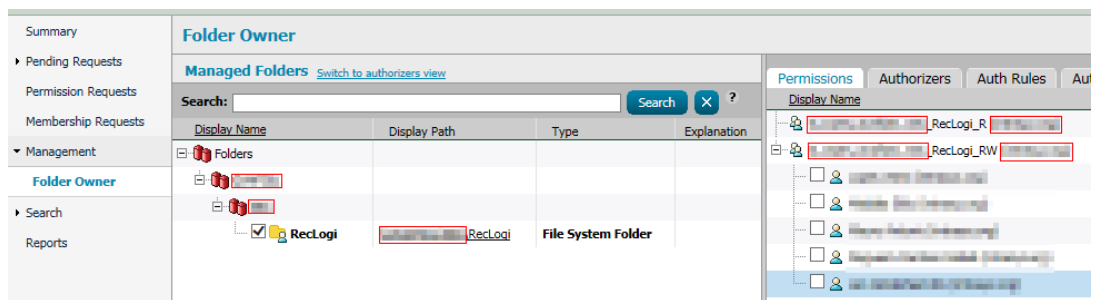 Summary
Pending Requests
Permission Requests
Membership Requests
Management
Folder Owner
Search
Reports
Folder Owner
Managed Folders Switch to authorizers view
Search: Search X ?
Display Name Display Path Type Explanation
Folders
RecLogi RecLogi File System Folder
Permissions Authorizers Auth Rules Au
Display Name
_RecLogi_R
_RecLogi_RW